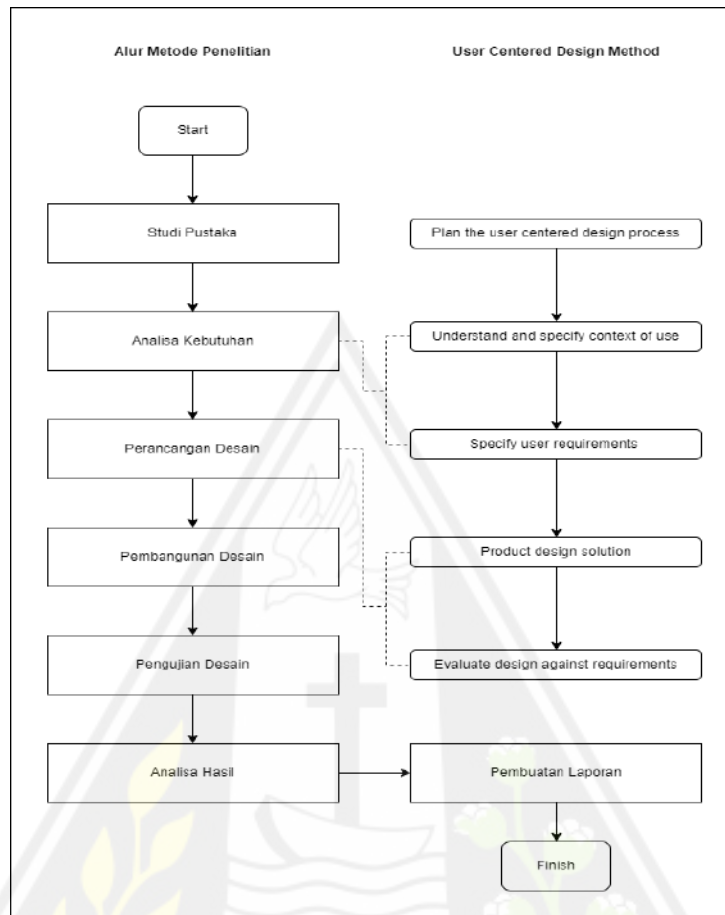 Alur Metode Penelitian
User Centered Design Method
Start
Studi Pustaka
Plan the user centered design process
Analisa Kebutuhan
Understand and specify context of use
Perancangan Desain
Specify user requirements
Pembangunan Desain
Product design solution
Pengujian Desain
Evaluate design against requirements
Analisa Hasil
Pembuatan Laporan
Finish